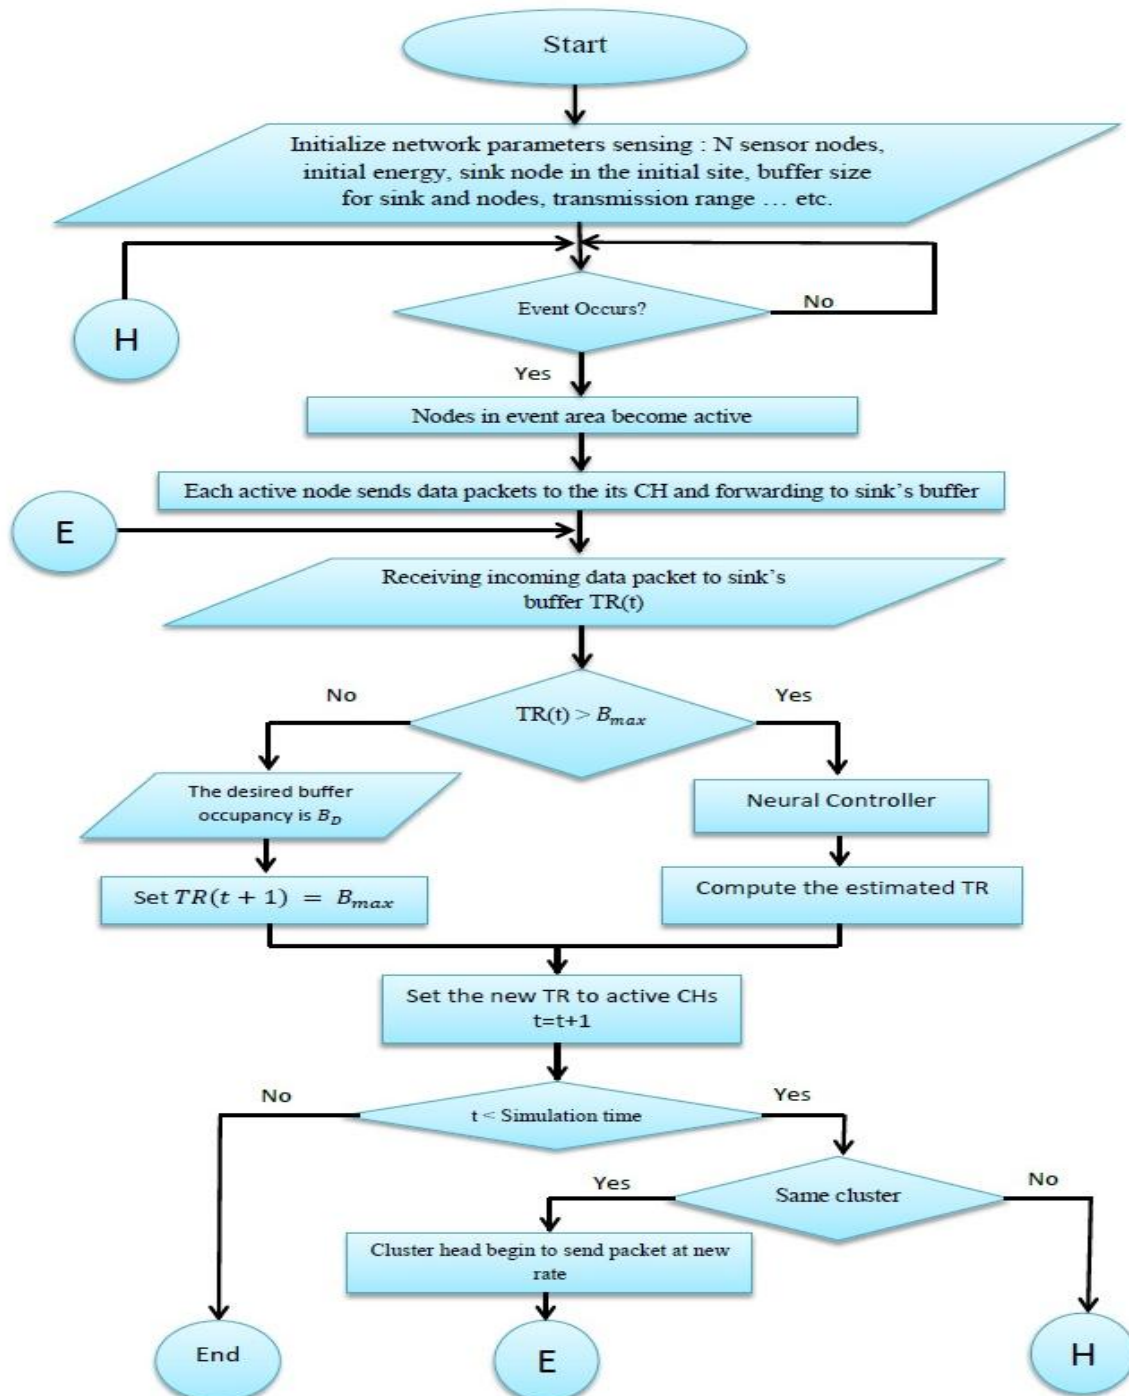 Start
Initialize network parameters sensing : N sensor nodes,
initial energy, sink node in the initial site, buffer size
for sink and nodes, transmission range … etc.
H
Event Occurs?
No
Yes
Nodes in event area become active
Each active node sends data packets to the its CH and forwarding to sink’s buffer
E
Receiving incoming data packet to sink’s
buffer TR(t)
No
Yes
TR(t) > B_max
The desired buffer
occupancy is B_D
Neural Controller
Set TR(t + 1) = B_max
Compute the estimated TR
Set the new TR to active CHs
t=t+1
No
Yes
t < Simulation time
Yes
Same cluster
No
Cluster head begin to send packet at new
rate
End
E
H